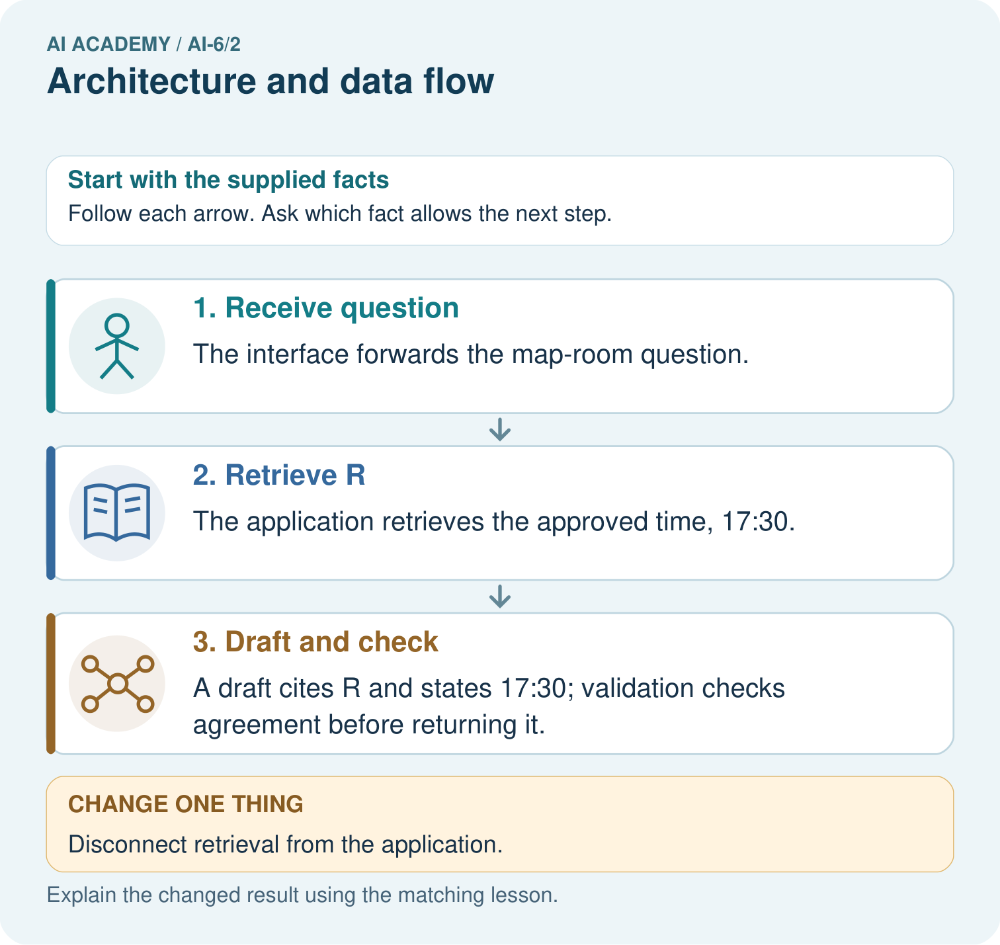 AI ACADEMY / AI-6/2
Architecture and data flow
Start with the supplied facts
Follow each arrow. Ask which fact allows the next step.
1. Receive question
The interface forwards the map-room question.
2. Retrieve R
The application retrieves the approved time, 17:30.
3. Draft and check
A draft cites R and states 17:30; validation checks
agreement before returning it.
CHANGE ONE THING
Disconnect retrieval from the application.
Explain the changed result using the matching lesson.